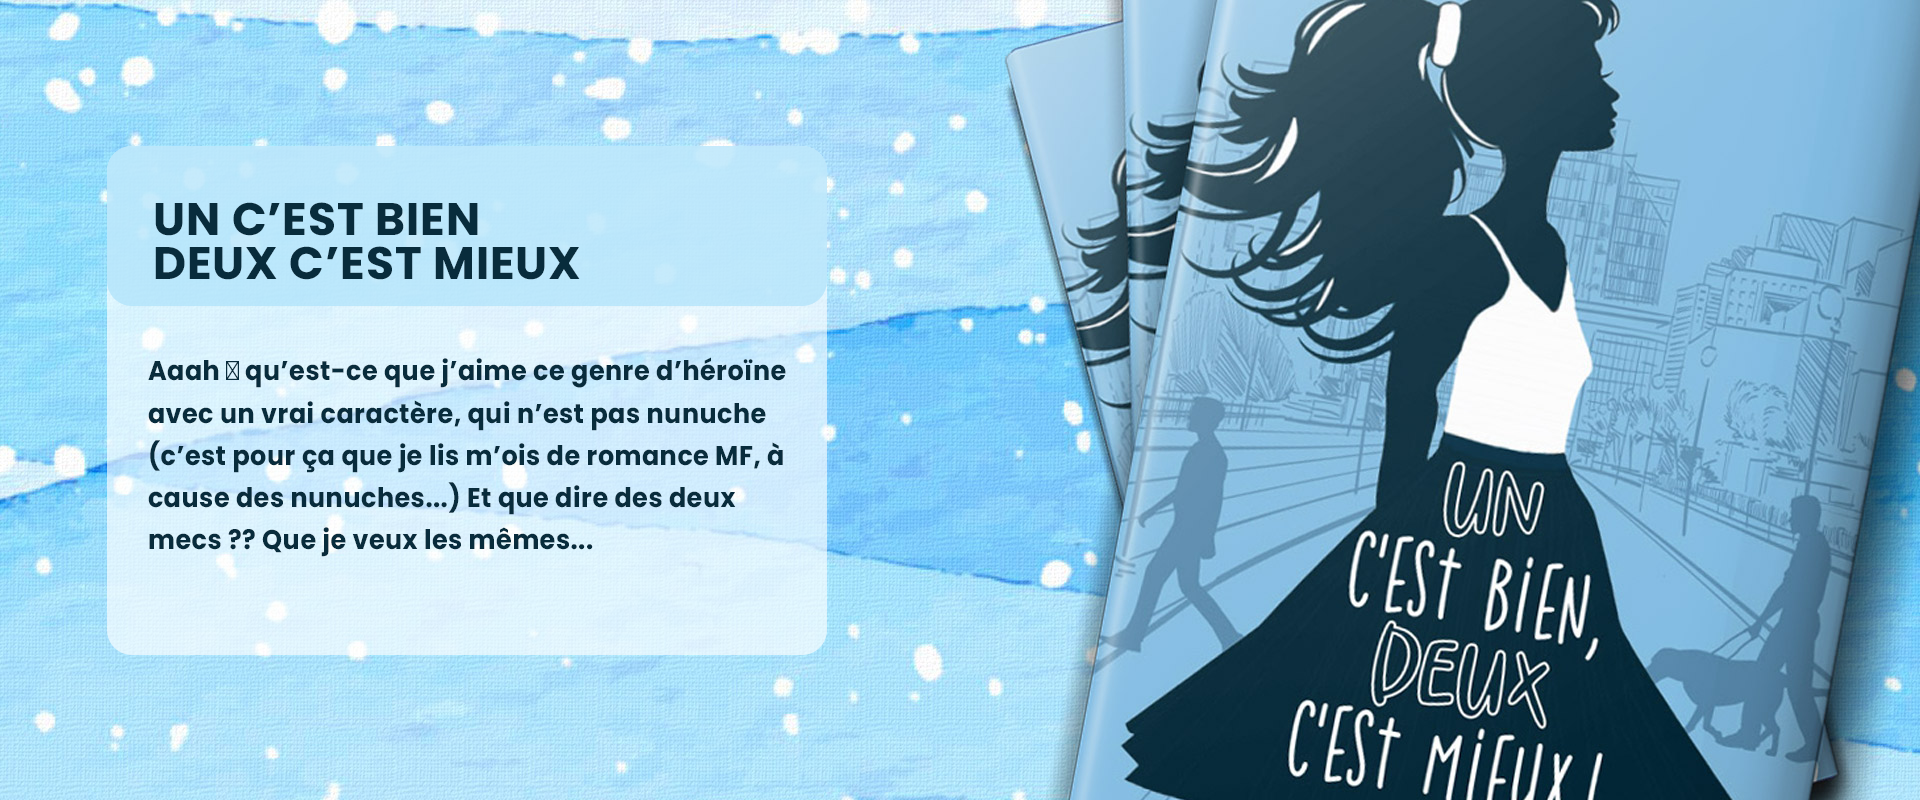 UN C’EST BIEN
DEUX C’EST MIEUX
Aaah qu’est-ce que j’aime ce genre d’héroïne
avec un vrai caractère, qui n’est pas nunuche
(c’est pour ça que je lis m’ois de romance MF, à
cause des nunuches...) Et que dire des deux
mecs ?? Que je veux les mêmes...
UN
C'EST BIEN,
DEUX
C'EST MIEUX !